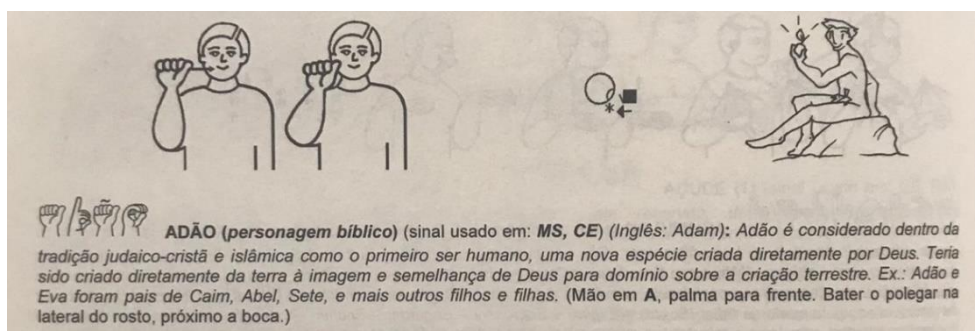 ADÃO (personagem bíblico) (sinal usado em: MS, CE) (Inglês: Adam): Adão é considerado dentro da
tradição judaico-cristã e islâmica como o primeiro ser humano, uma nova espécie criada diretamente por Deus. Teria
sido criado diretamente da terra à imagem e semelhança de Deus para domínio sobre a criação terrestre. Ex.: Adão e
Eva foram pais de Caim, Abel, Sete, e mais outros filhos e filhas. (Mão em A, palma para frente. Bater o polegar na
lateral do rosto, próximo a boca.)